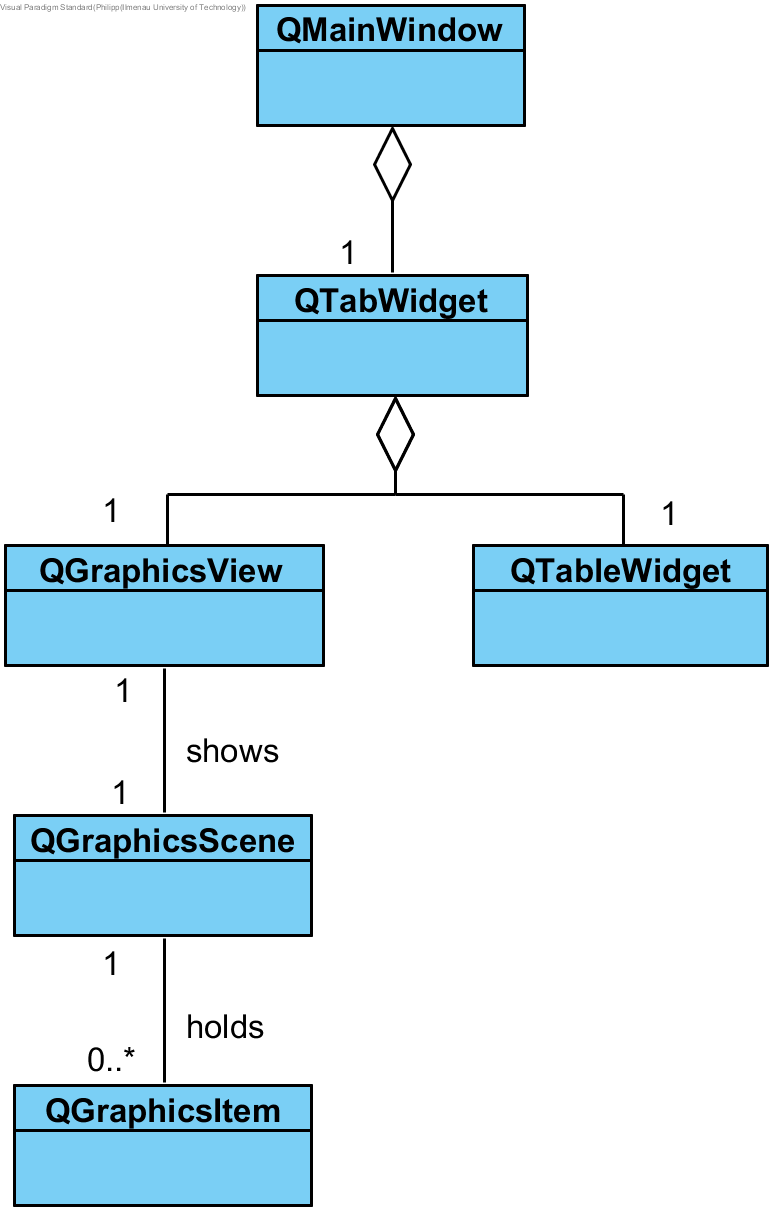 Visual Paradigm Standard(Philipp(Ilmenau University of Technology))
QMainWindow
1
QTabWidget
1
1
QGraphicsView
QTableWidget
1
shows
1
QGraphicsScene
1
holds
0..*
QGraphicsItem